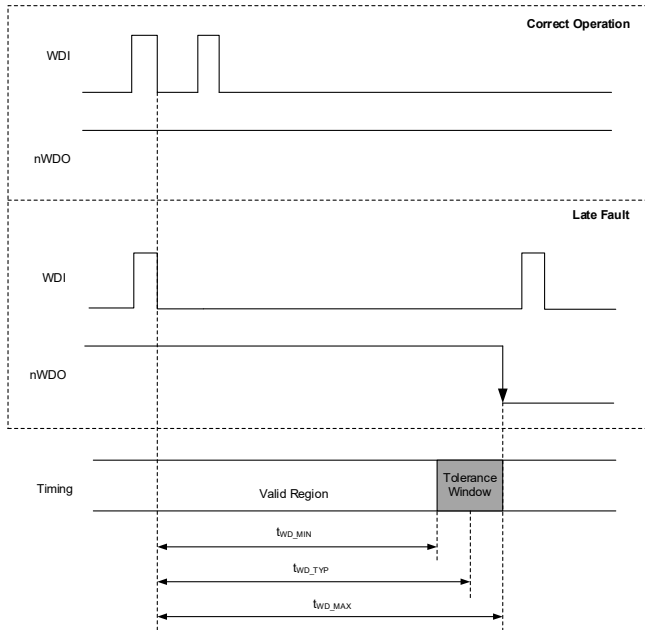 Correct Operation
WDI
nWDO
Late Fault
WDI
nWDO
Timing
Valid Region
Tolerance
Window
tWD_MIN
tWD_TYP
tWD_MAX